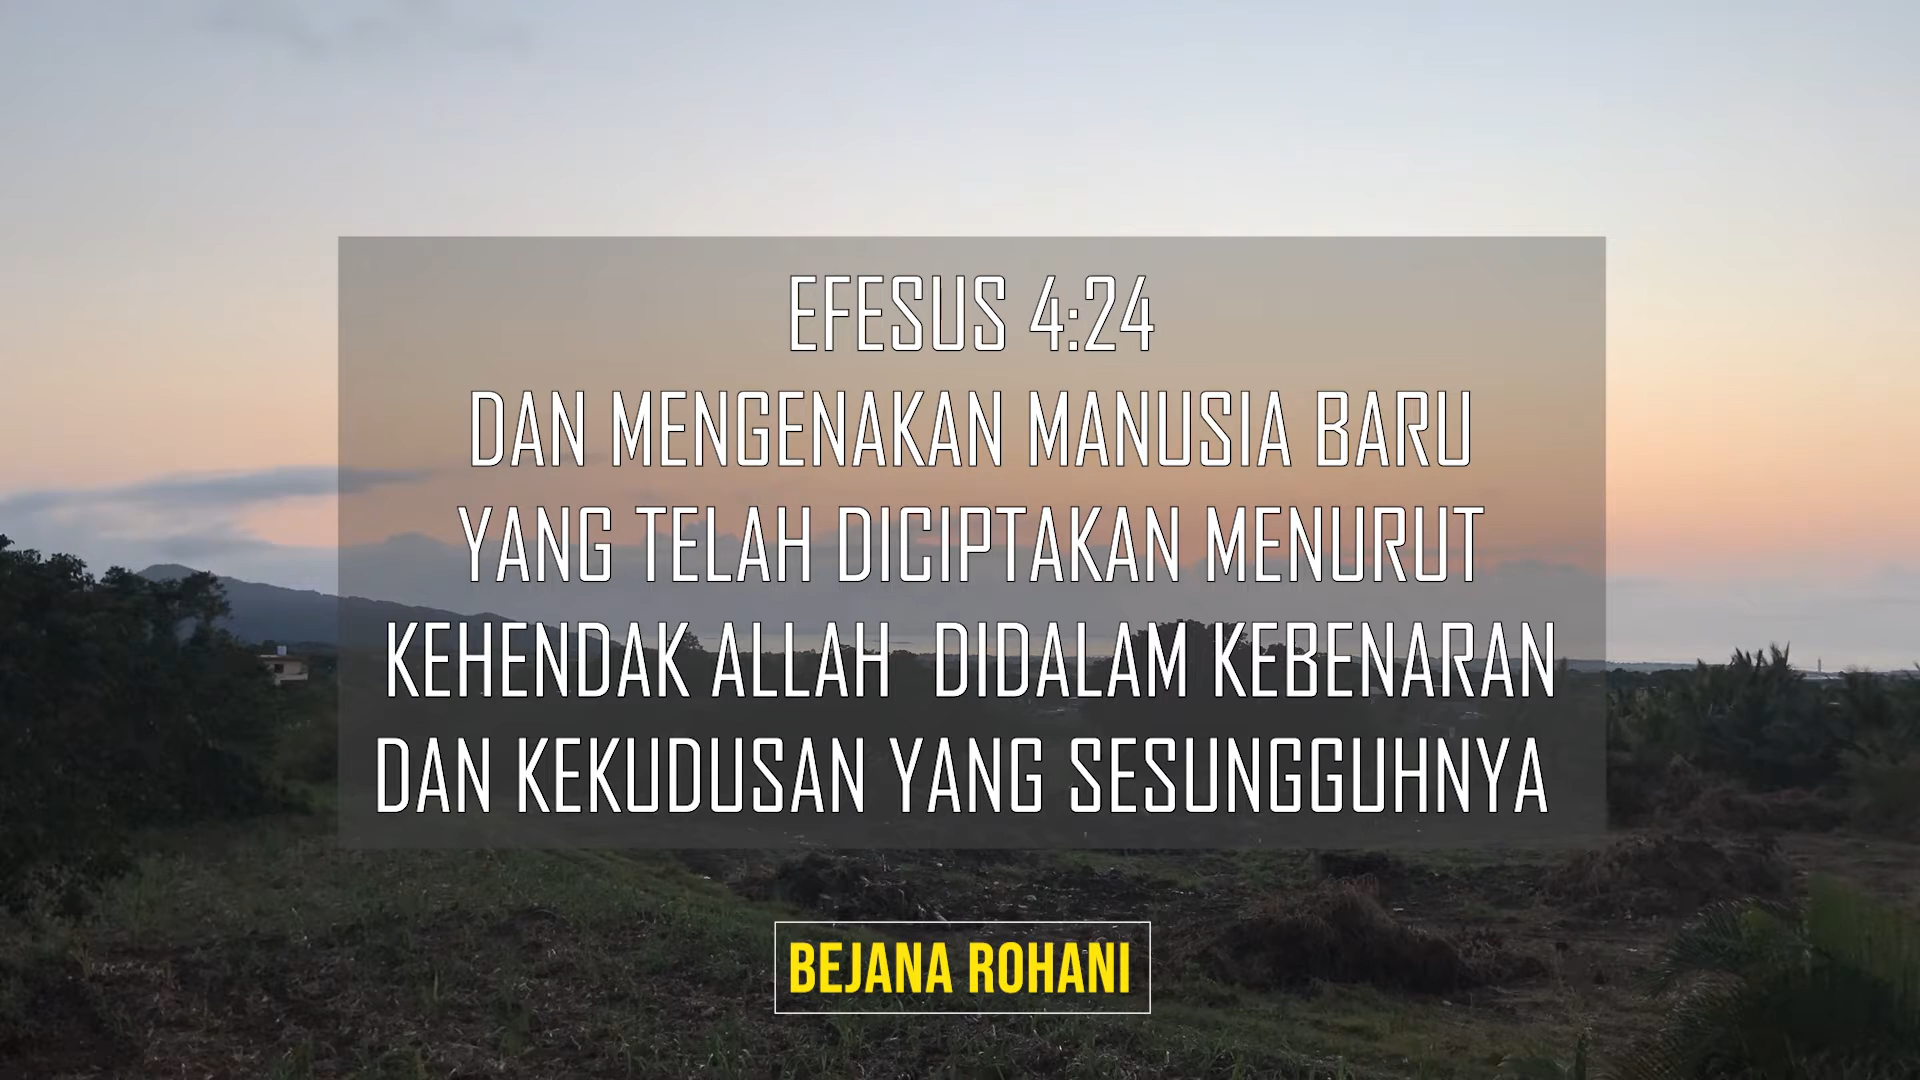 EFESUS 4:24
DAN MENGENAKAN MANUSIA BARU
YANG TELAH DICIPTAKAN MENURUT
KEHENDAK ALLAH DIDALAM KEBENARAN
DAN KEKUDUSAN YANG SESUNGGUHNYA
BEJANA ROHANI